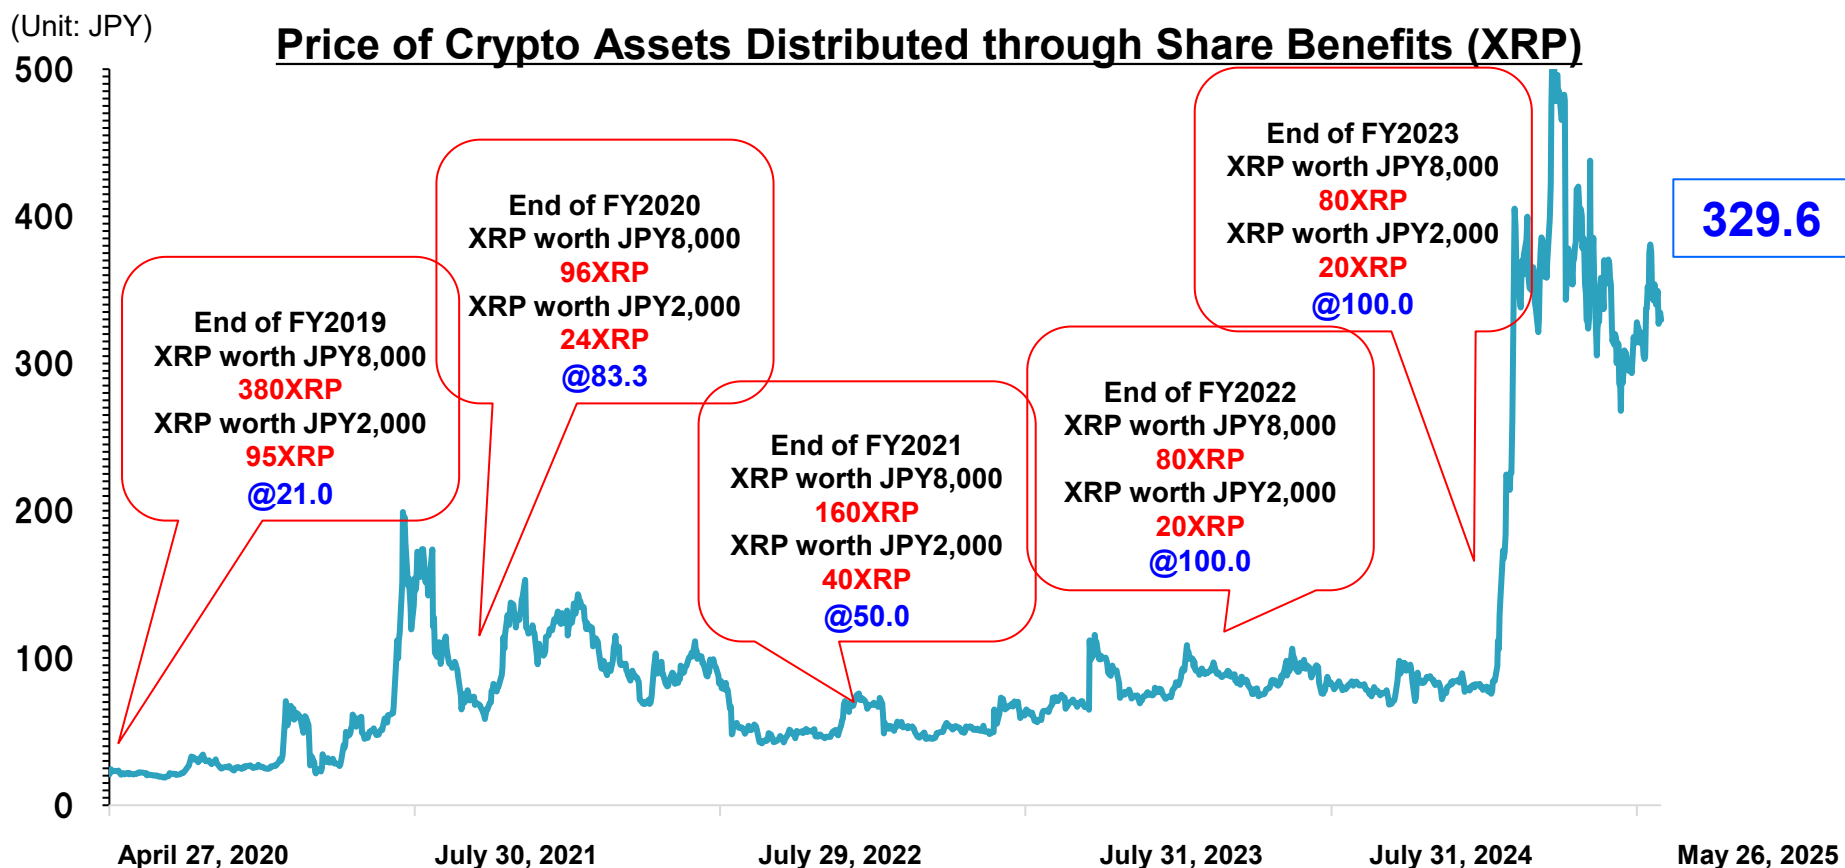 (Unit: JPY)
Price of Crypto Assets Distributed through Share Benefits (XRP)
500
400
300
200
100
0
End of FY2019
XRP worth JPY8,000
380XRP
XRP worth JPY2,000
95XRP
@21.0
End of FY2020
XRP worth JPY8,000
96XRP
XRP worth JPY2,000
24XRP
@83.3
End of FY2021
XRP worth JPY8,000
160XRP
XRP worth JPY2,000
40XRP
@50.0
End of FY2022
XRP worth JPY8,000
80XRP
XRP worth JPY2,000
20XRP
@100.0
End of FY2023
XRP worth JPY8,000
80XRP
XRP worth JPY2,000
20XRP
@100.0
329.6
April 27, 2020
July 30, 2021
July 29, 2022
July 31, 2023
July 31, 2024
May 26, 2025